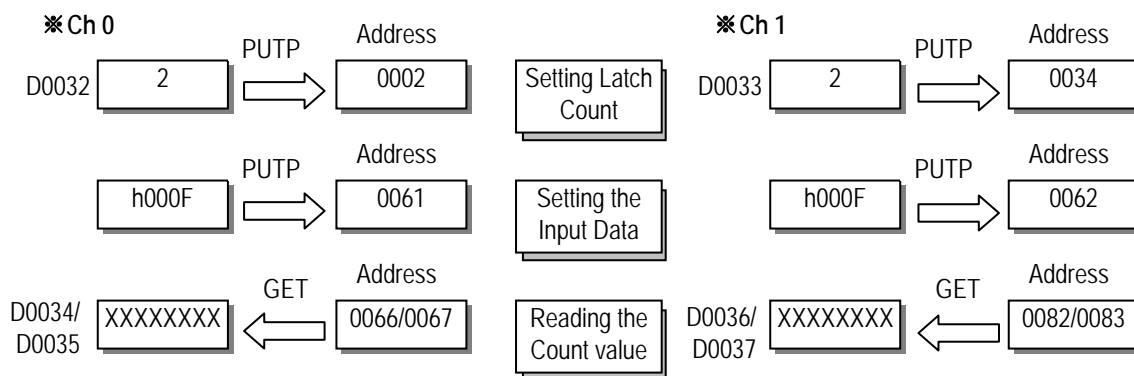 ※Ch 0
※Ch 1
PUTP
Address
D0032
2
0002
Setting Latch
Count
PUTP
Address
D0033
2
0034
PUTP
Address
h000F
0061
Setting the
Input Data
PUTP
Address
h000F
0062
GET
Address
D0034/
D0035
XXXXXXXX
0066/0067
Reading the
Count value
GET
Address
D0036/
D0037
XXXXXXXX
0082/0083